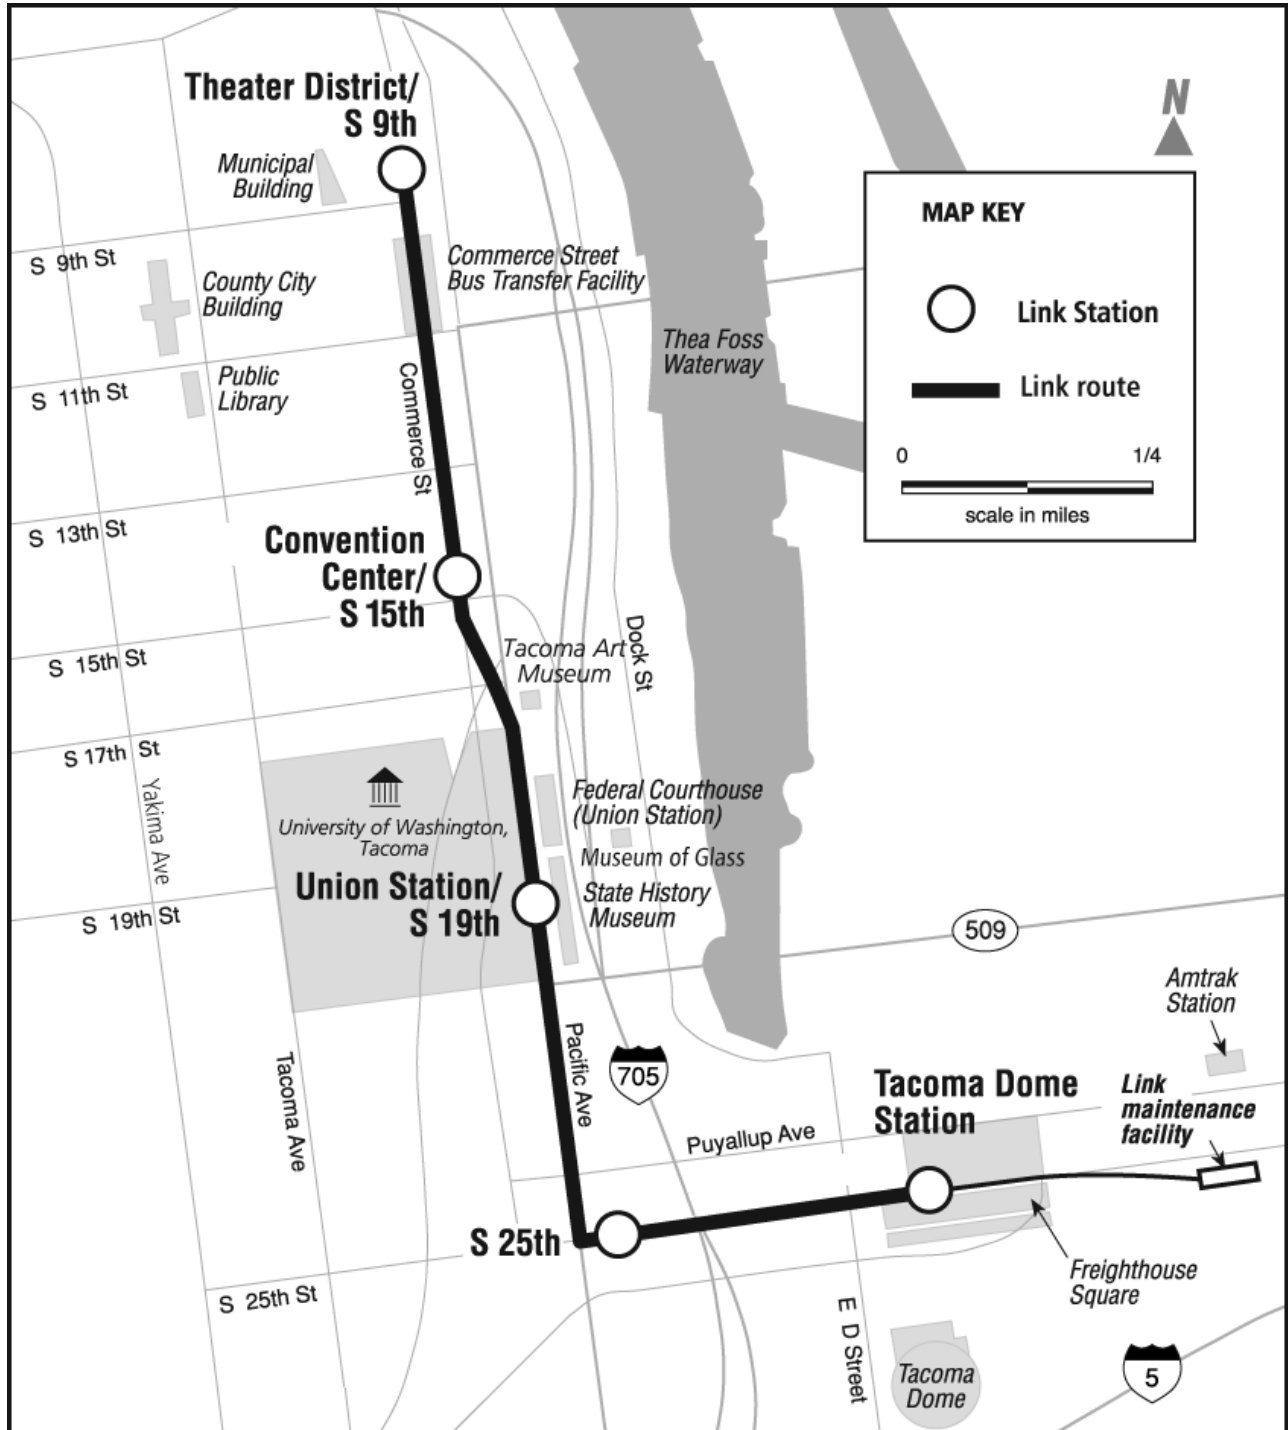 Theater District/
S 9th
N
Municipal
Building
MAP KEY
S 9th St
County City
Building
Commerce Street
Bus Transfer Facility
Link Station
Thea Foss
Waterway
S 11th St
Public
Library
Commerce St
Link route
0 1/4
scale in miles
S 13th St
Convention
Center/
S 15th
S 15th St
Tacoma Art
Museum
Dock St
S 17th St
Yakima Ave
University of Washington,
Tacoma
Federal Courthouse
(Union Station)
Museum of Glass
Union Station/
S 19th
State History
Museum
S 19th St
509
Amtrak
Station
Tacoma Ave
Pacific Ave
705
Tacoma Dome
Station
Link
maintenance
facility
Puyallup Ave
S 25th
S 25th St
Freighthouse
Square
E D Street
Tacoma
Dome
5